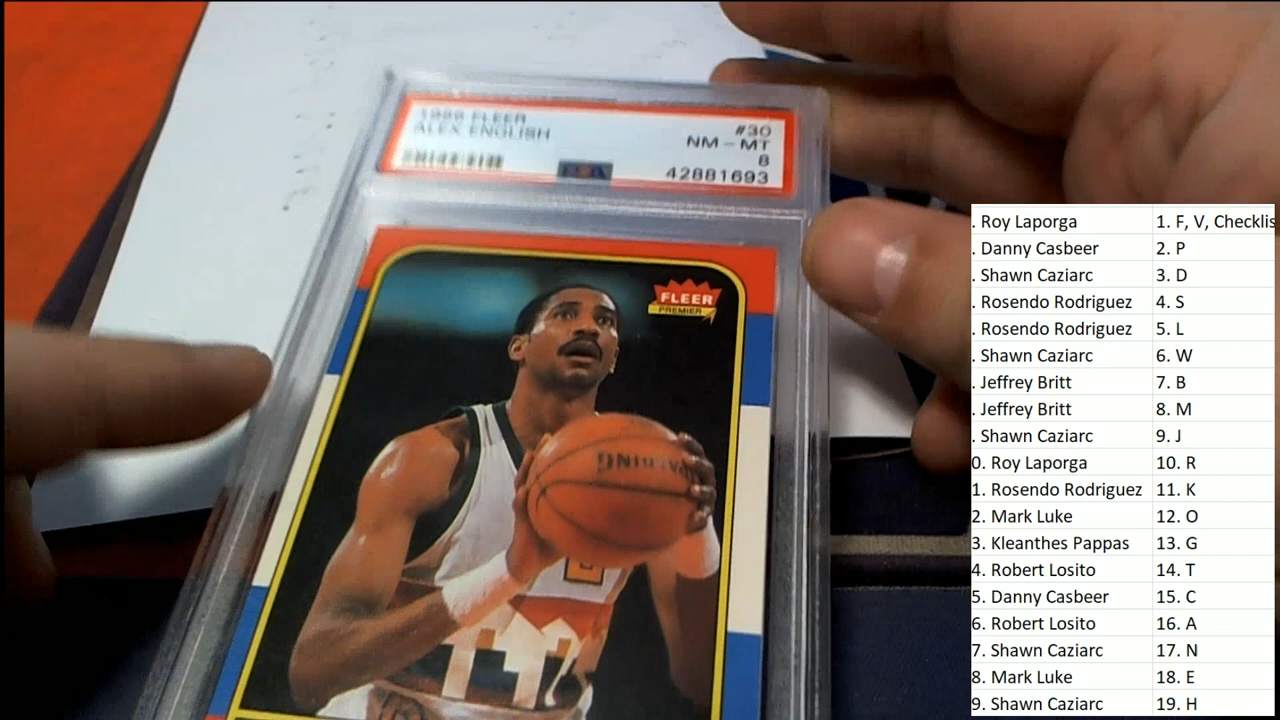 1986 FLEER
ALEX ENGLISH
#30
NM - MT
8
42881693
FLEER
PREMIER
. Roy Laporga 1. F, V, Checklis
. Danny Casbeer 2. P
. Shawn Caziarc 3. D
. Rosendo Rodriguez 4. S
. Rosendo Rodriguez 5. L
. Shawn Caziarc 6. W
. Jeffrey Britt 7. B
. Jeffrey Britt 8. M
. Shawn Caziarc 9. J
0. Roy Laporga 10. R
1. Rosendo Rodriguez 11. K
2. Mark Luke 12. O
3. Kleanthes Pappas 13. G
4. Robert Losito 14. T
5. Danny Casbeer 15. C
6. Robert Losito 16. A
7. Shawn Caziarc 17. N
8. Mark Luke 18. E
9. Shawn Caziarc 19. H